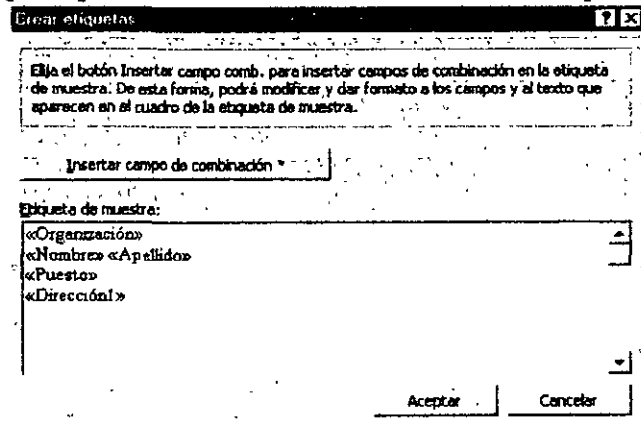 Crear etiquetas
Elija el botón Insertar campo comb. para insertar campos de combinación en la etiqueta
de muestra. De esta forma, podrá modificar y dar formato a los campos y al texto que
aparecen en el cuadro de la etiqueta de muestra.
Insertar campo de combinación
Etiqueta de muestra:
«Organización»
«Nombre» «Apellido»
«Puesto»
«Dirección1»
Aceptar Cancelar